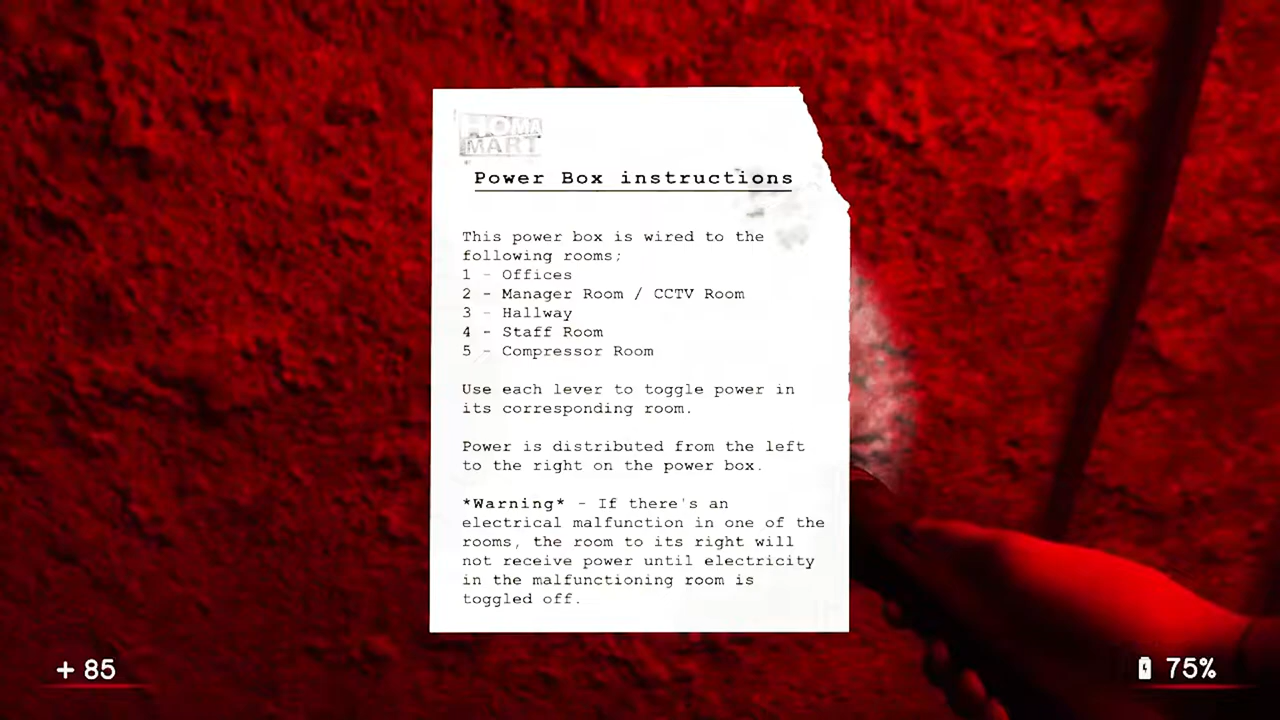 HOMA
MART
Power Box instructions
This power box is wired to the
following rooms;
1 - Offices
2 - Manager Room / CCTV Room
3 - Hallway
4 - Staff Room
5 - Compressor Room
Use each lever to toggle power in
its corresponding room.
Power is distributed from the left
to the right on the power box.
*Warning* - If there's an
electrical malfunction in one of the
rooms, the room to its right will
not receive power until electricity
in the malfunctioning room is
toggled off.
+ 85
75%